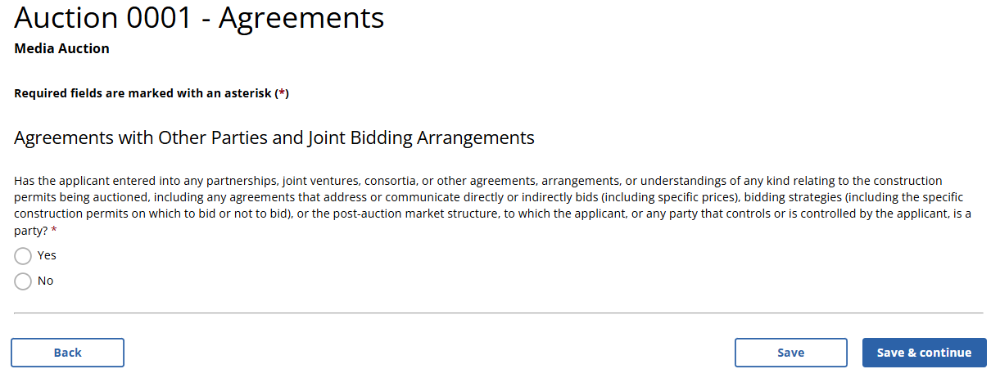 Auction 0001 - Agreements
Media Auction
Required fields are marked with an asterisk (*)
Agreements with Other Parties and Joint Bidding Arrangements
Has the applicant entered into any partnerships, joint ventures, consortia, or other agreements, arrangements, or understandings of any kind relating to the construction
permits being auctioned, including any agreements that address or communicate directly or indirectly bids (including specific prices), bidding strategies (including the specific
construction permits on which to bid or not to bid), or the post-auction market structure, to which the applicant, or any party that controls or is controlled by the applicant, is a
party? *
Yes
No
Back Save Save & continue